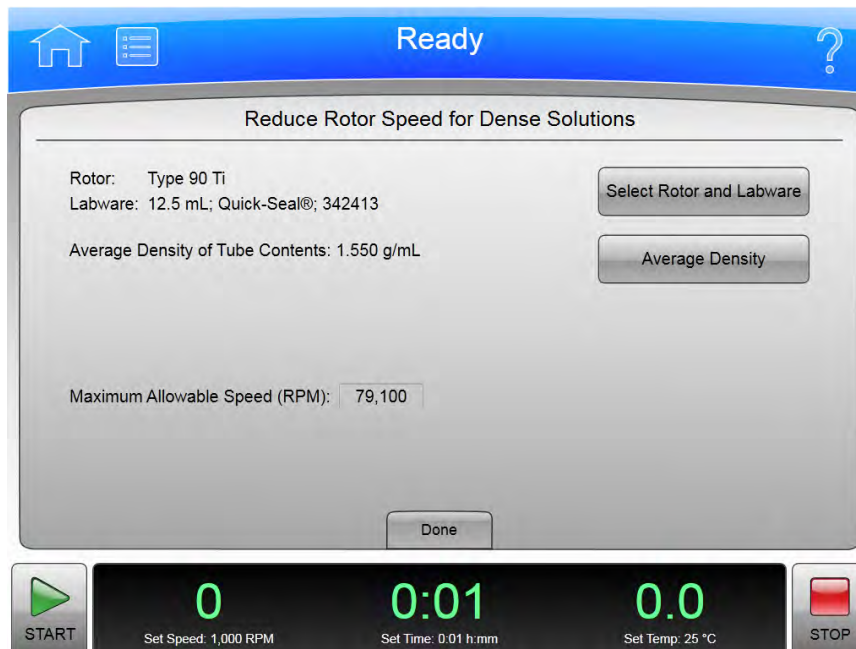 Ready
?
Reduce Rotor Speed for Dense Solutions
Rotor: Type 90 Ti
Labware: 12.5 mL; Quick-Seal®; 342413
Select Rotor and Labware
Average Density of Tube Contents: 1.550 g/mL
Average Density
Maximum Allowable Speed (RPM): 79,100
Done
START
0
Set Speed: 1,000 RPM
0:01
Set Time: 0:01 h:mm
0.0
Set Temp: 25 °C
STOP